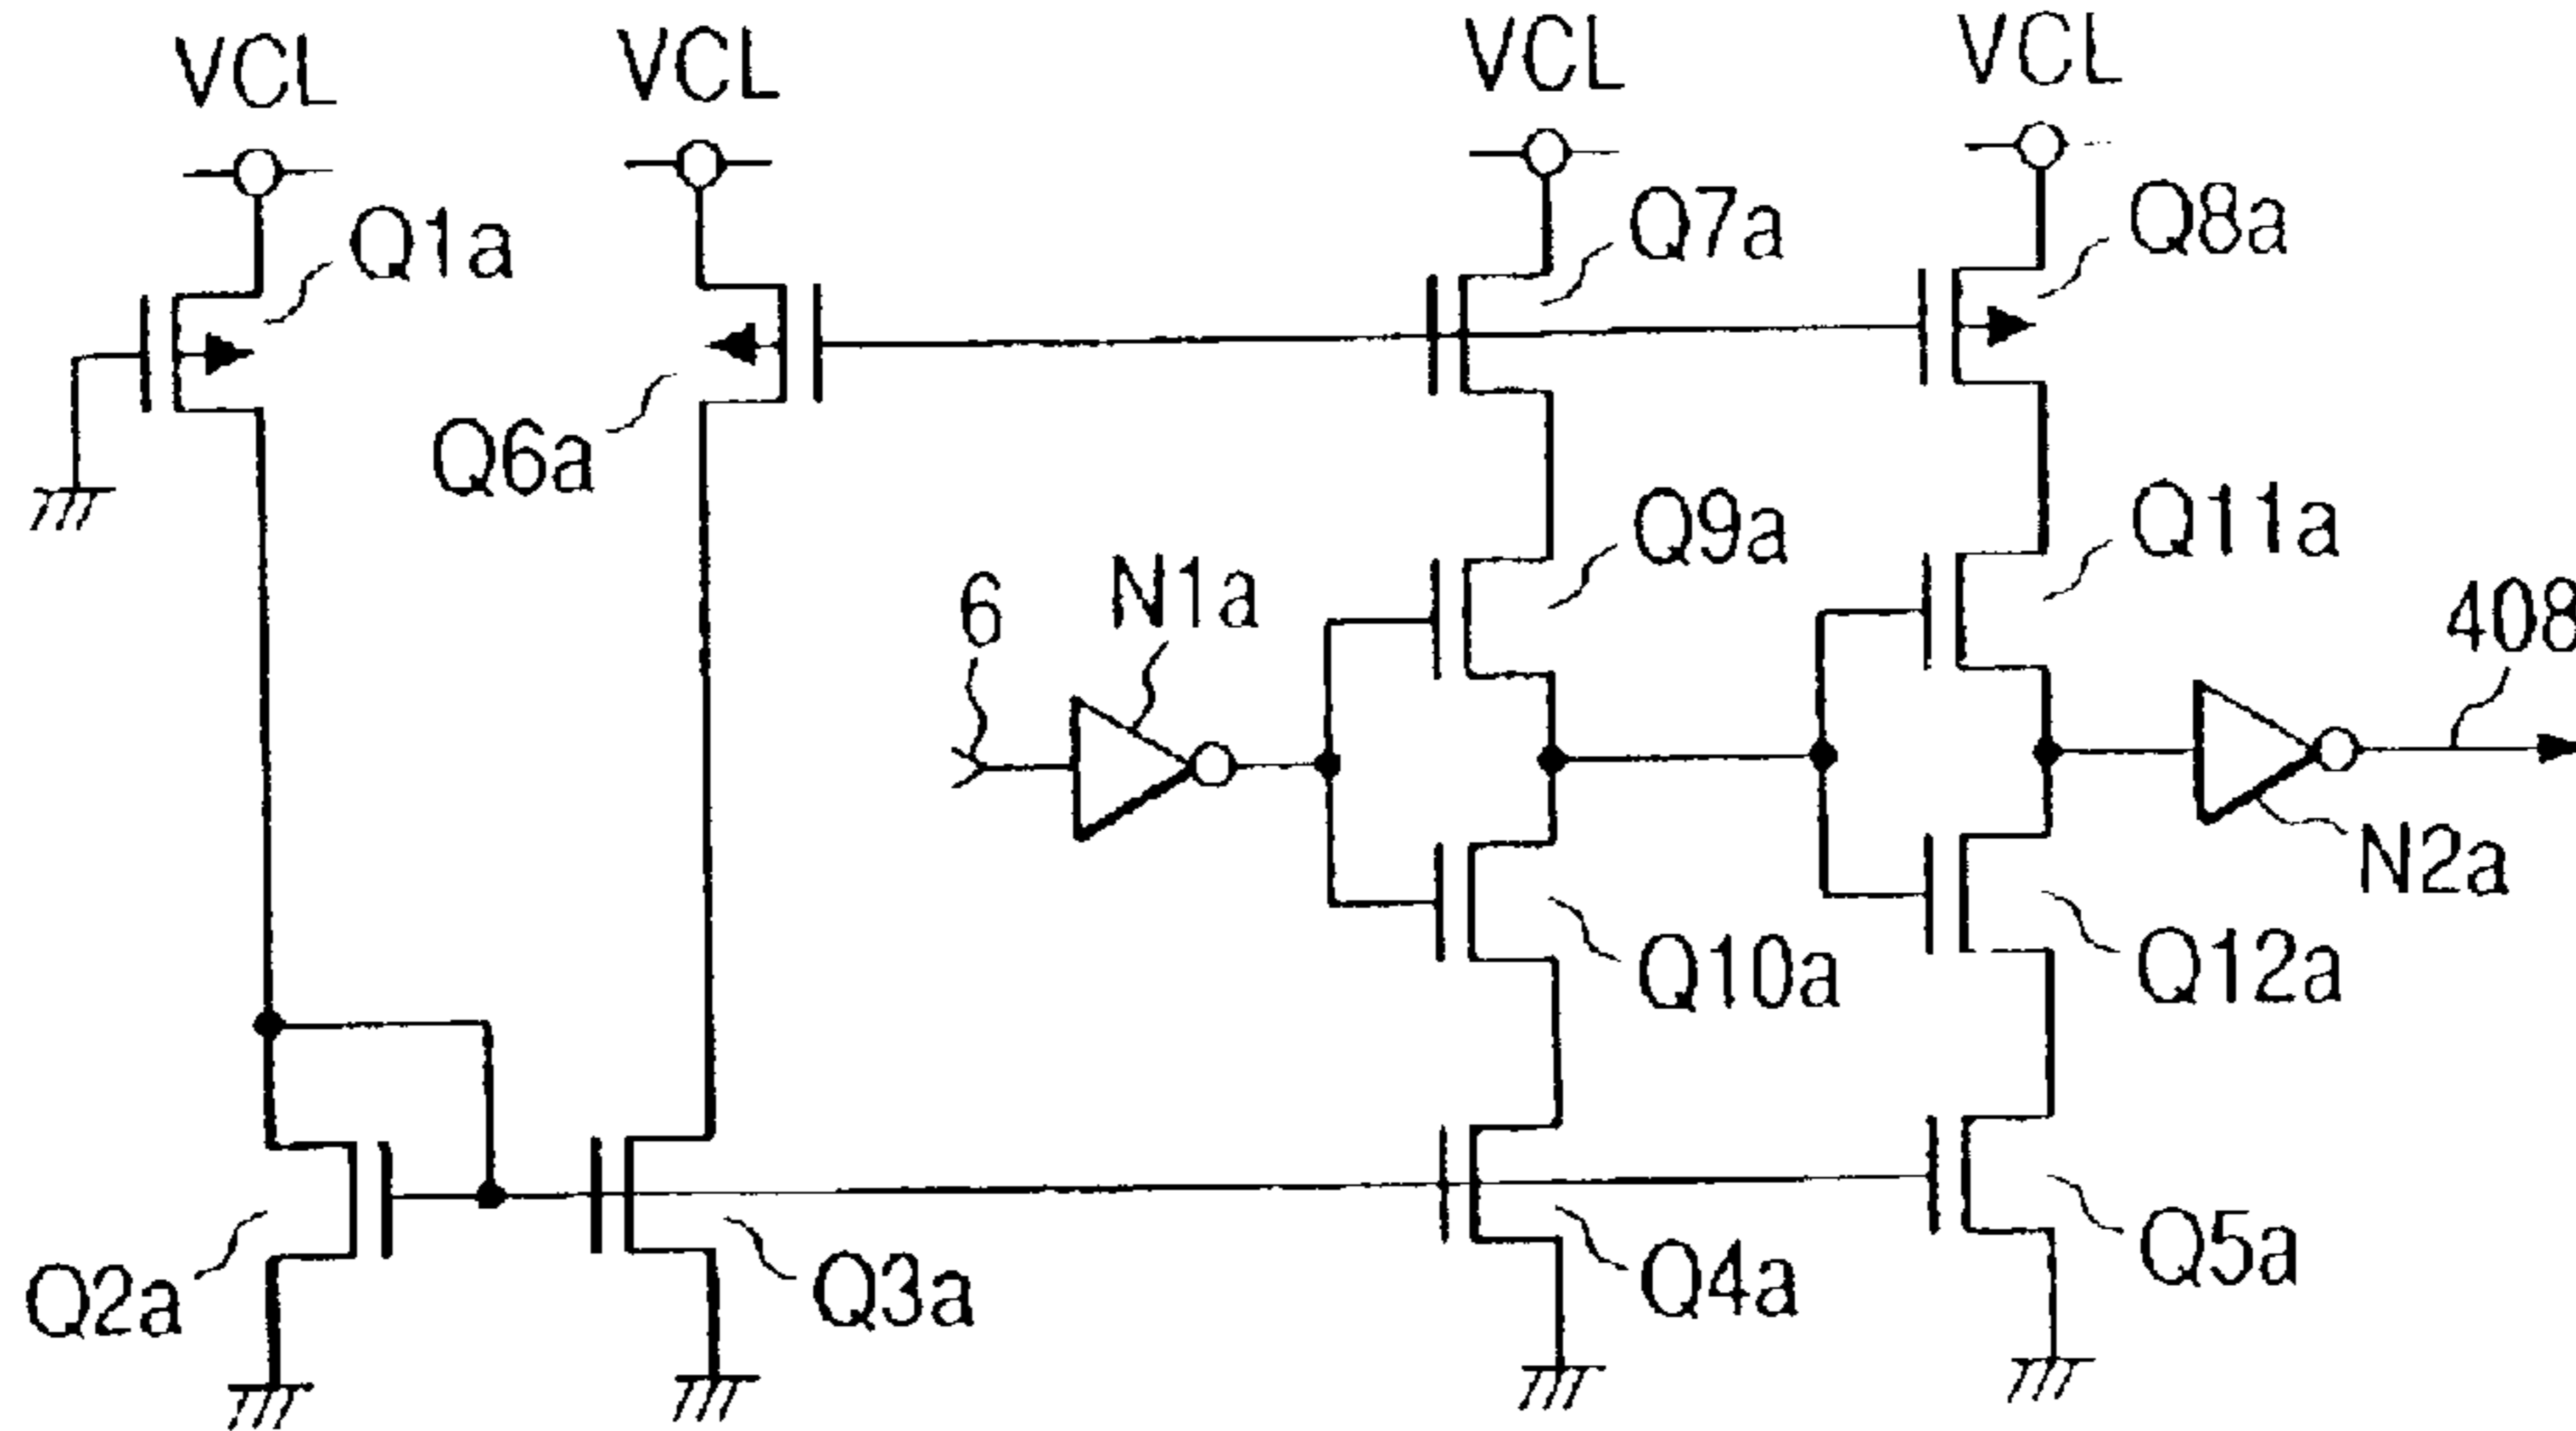 VCL VCL VCL VCL
Q1a Q7a Q8a
Q6a Q9a Q11a
6 N1a 408
N2a
Q10a Q12a
Q2a Q3a Q4a Q5a